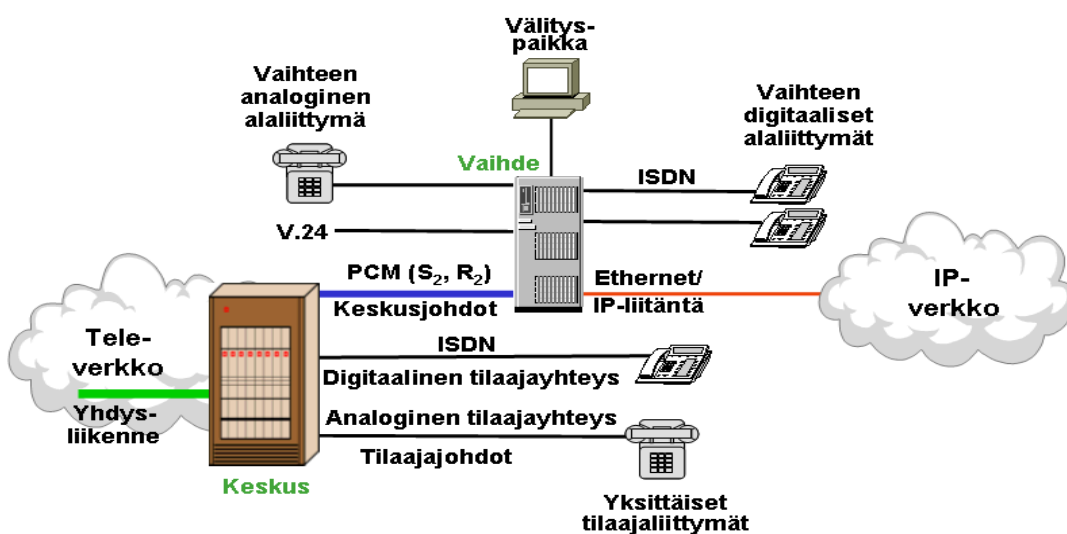 Välitys-
paikka
Vaihteen
analoginen
alaliittymä
Vaihteen
digitaaliset
alaliittymät
Vaihde
ISDN
V.24
PCM (S₂, R₂)
Keskusjohdot
Ethernet/
IP-liitäntä
IP-
verkko
Tele-
verkko
Yhdys-
liikenne
ISDN
Digitaalinen tilaajayhteys
Analoginen tilaajayhteys
Tilaajajohdot
Keskus
Yksittäiset
tilaajaliittymät